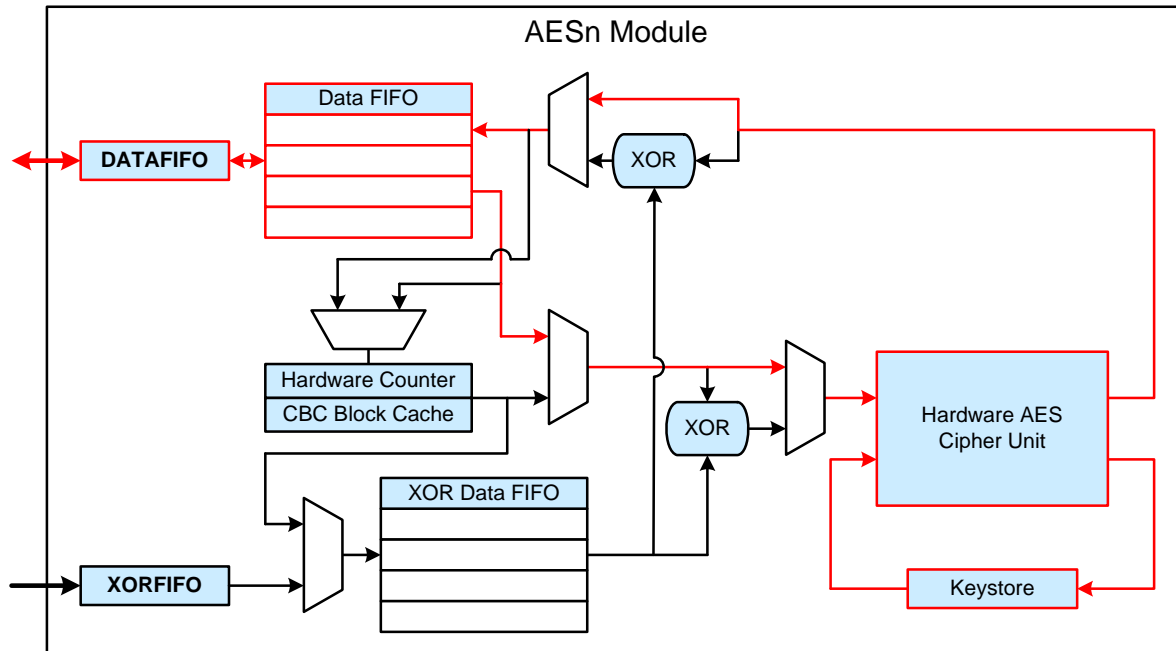 AESn Module
Data FIFO
DATAFIFO
XOR
Hardware Counter
CBC Block Cache
XOR
Hardware AES
Cipher Unit
XOR Data FIFO
XORFIFO
Keystore